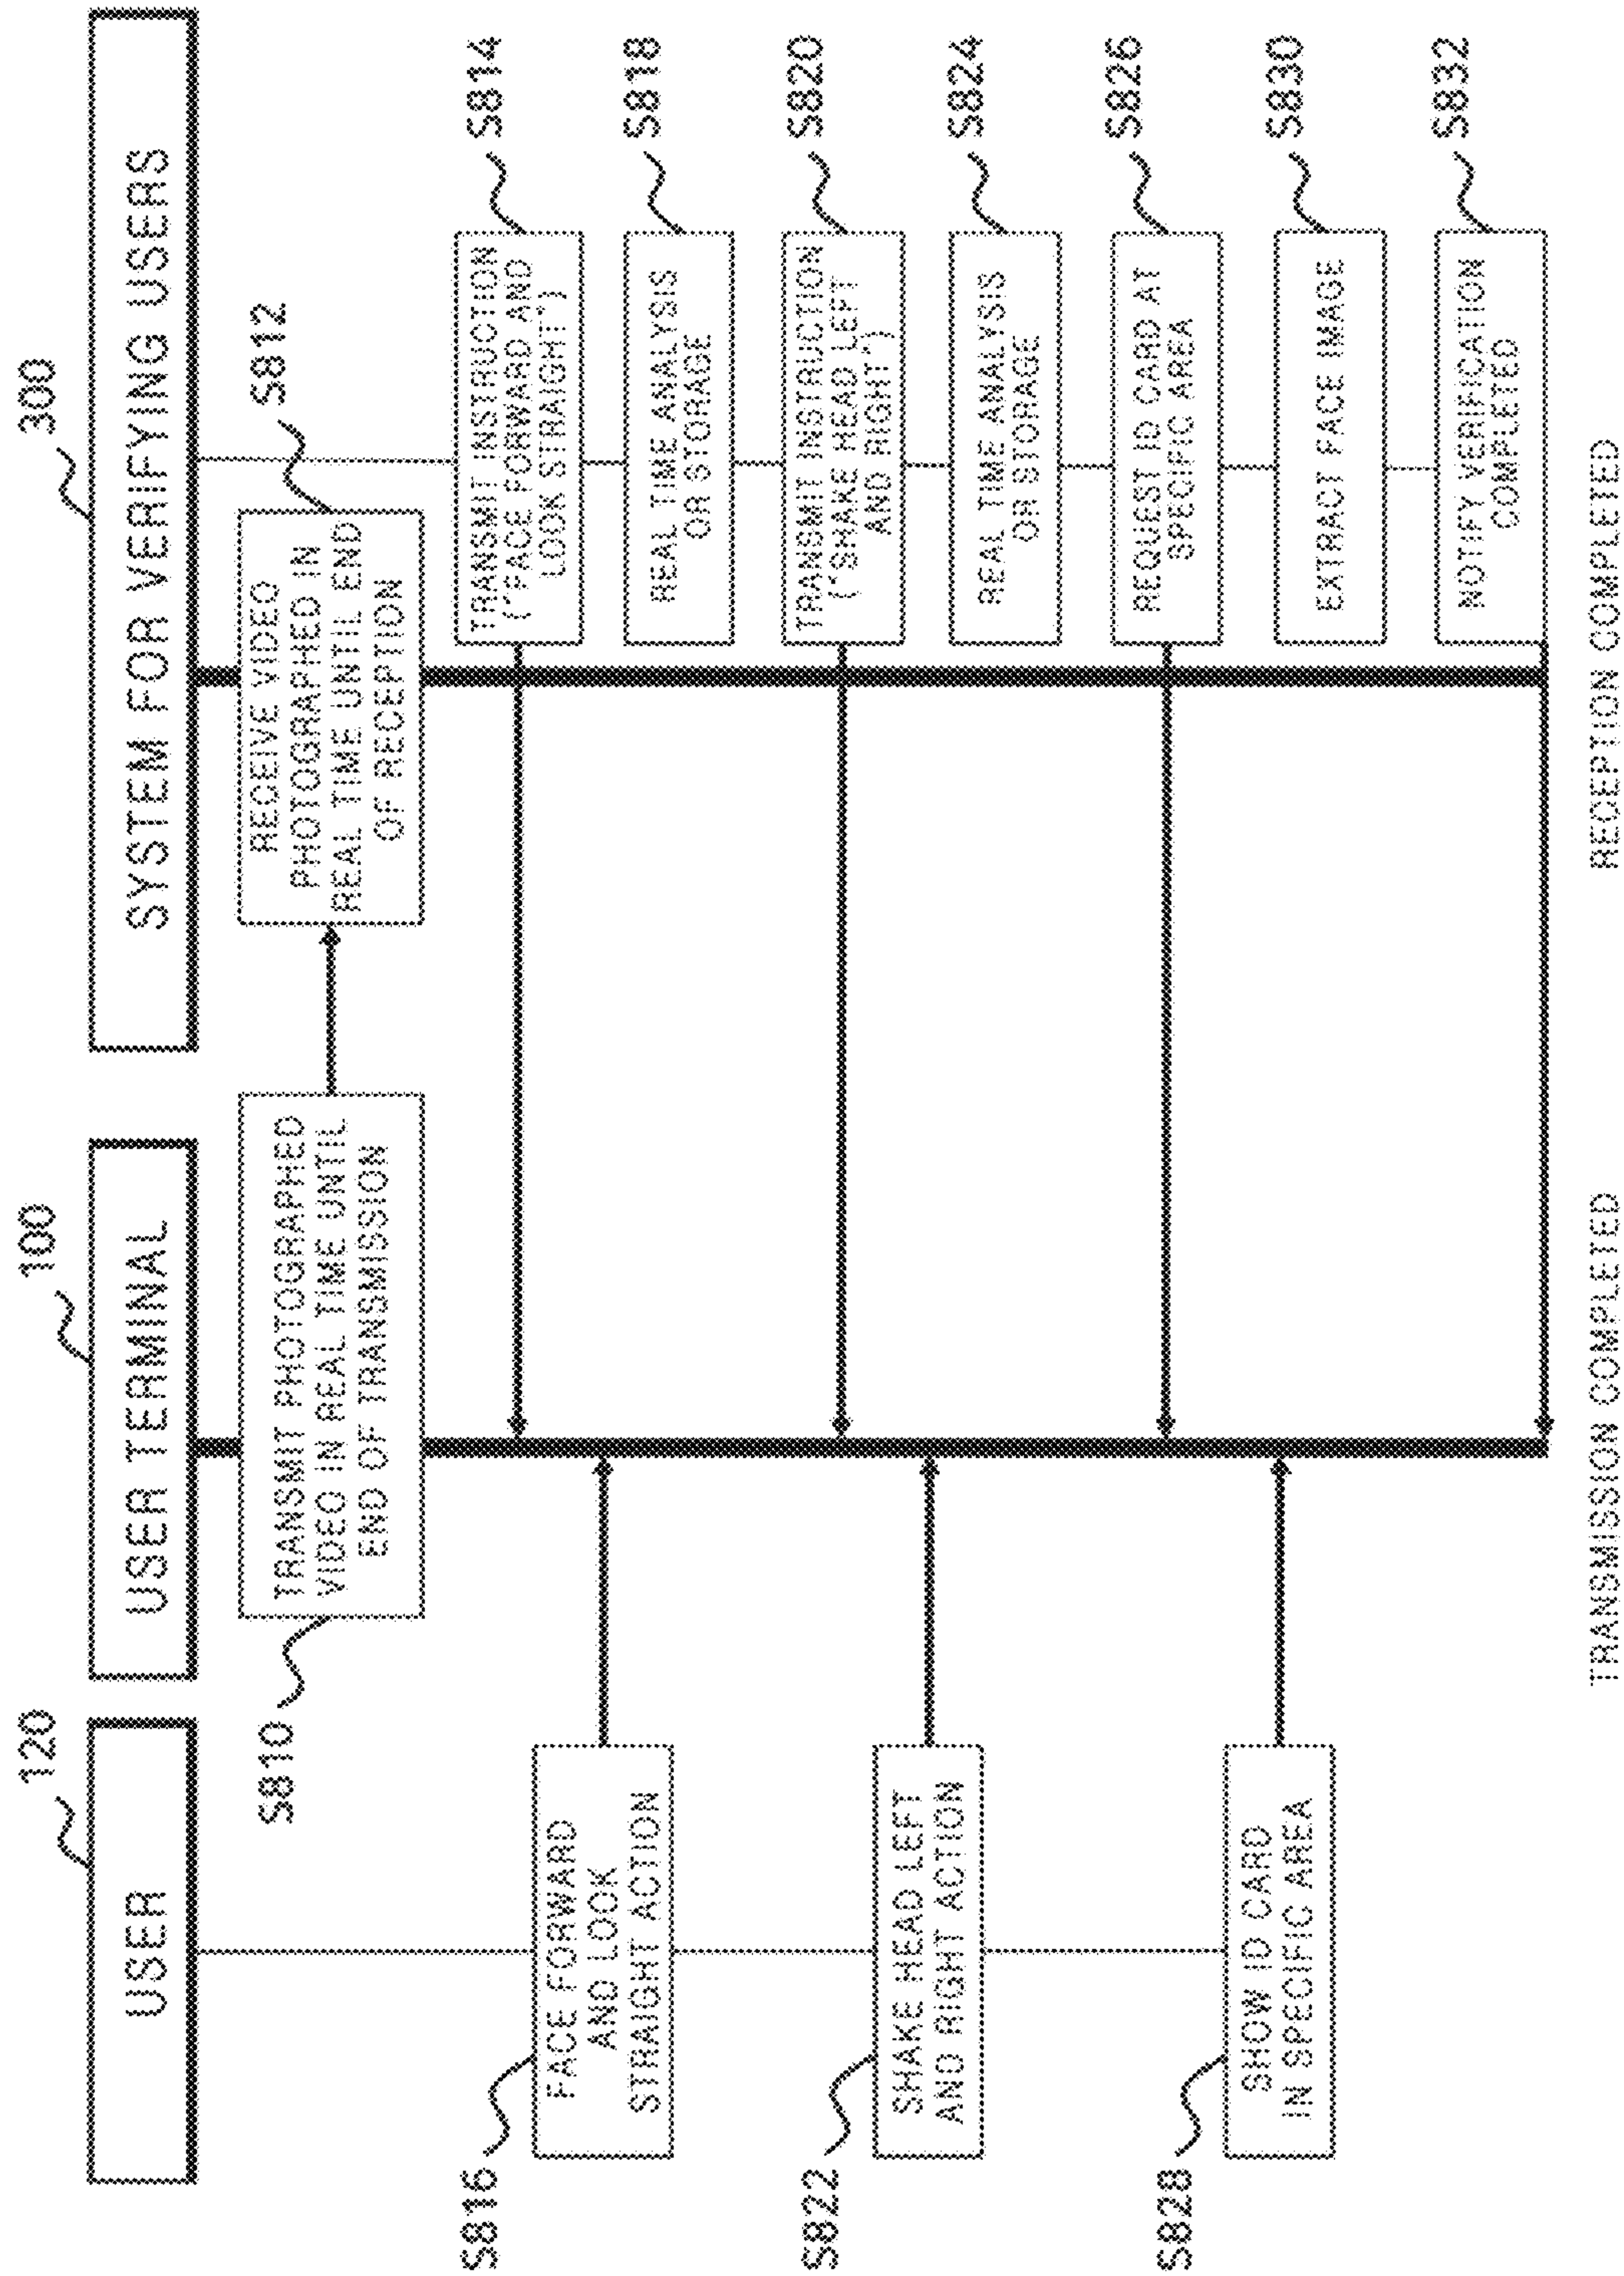 120
USER
100
USER TERMINAL
300
SYSTEM FOR VERIFYING USERS
S810
TRANSMIT PHOTOGRAPHED
VIDEO IN REAL TIME UNTIL
END OF TRANSMISSION
S812
RECEIVE VIDEO
PHOTOGRAPHED IN
REAL TIME UNTIL END
OF RECEPTION
S814
TRANSMIT INSTRUCTION
("FACE FORWARD AND
LOOK STRAIGHT")
S816
FACE FORWARD
AND LOOK
STRAIGHT ACTION
S818
REAL TIME ANALYSIS
OR STORAGE
S820
TRANSMIT INSTRUCTION
("SHAKE HEAD LEFT
AND RIGHT")
S822
SHAKE HEAD LEFT
AND RIGHT ACTION
S824
REAL TIME ANALYSIS
OR STORAGE
S826
REQUEST ID CARD AT
SPECIFIC AREA
S828
SHOW ID CARD
IN SPECIFIC AREA
S830
EXTRACT FACE IMAGE
S832
NOTIFY VERIFICATION
COMPLETED
TRANSMISSION COMPLETED
RECEPTION COMPLETED